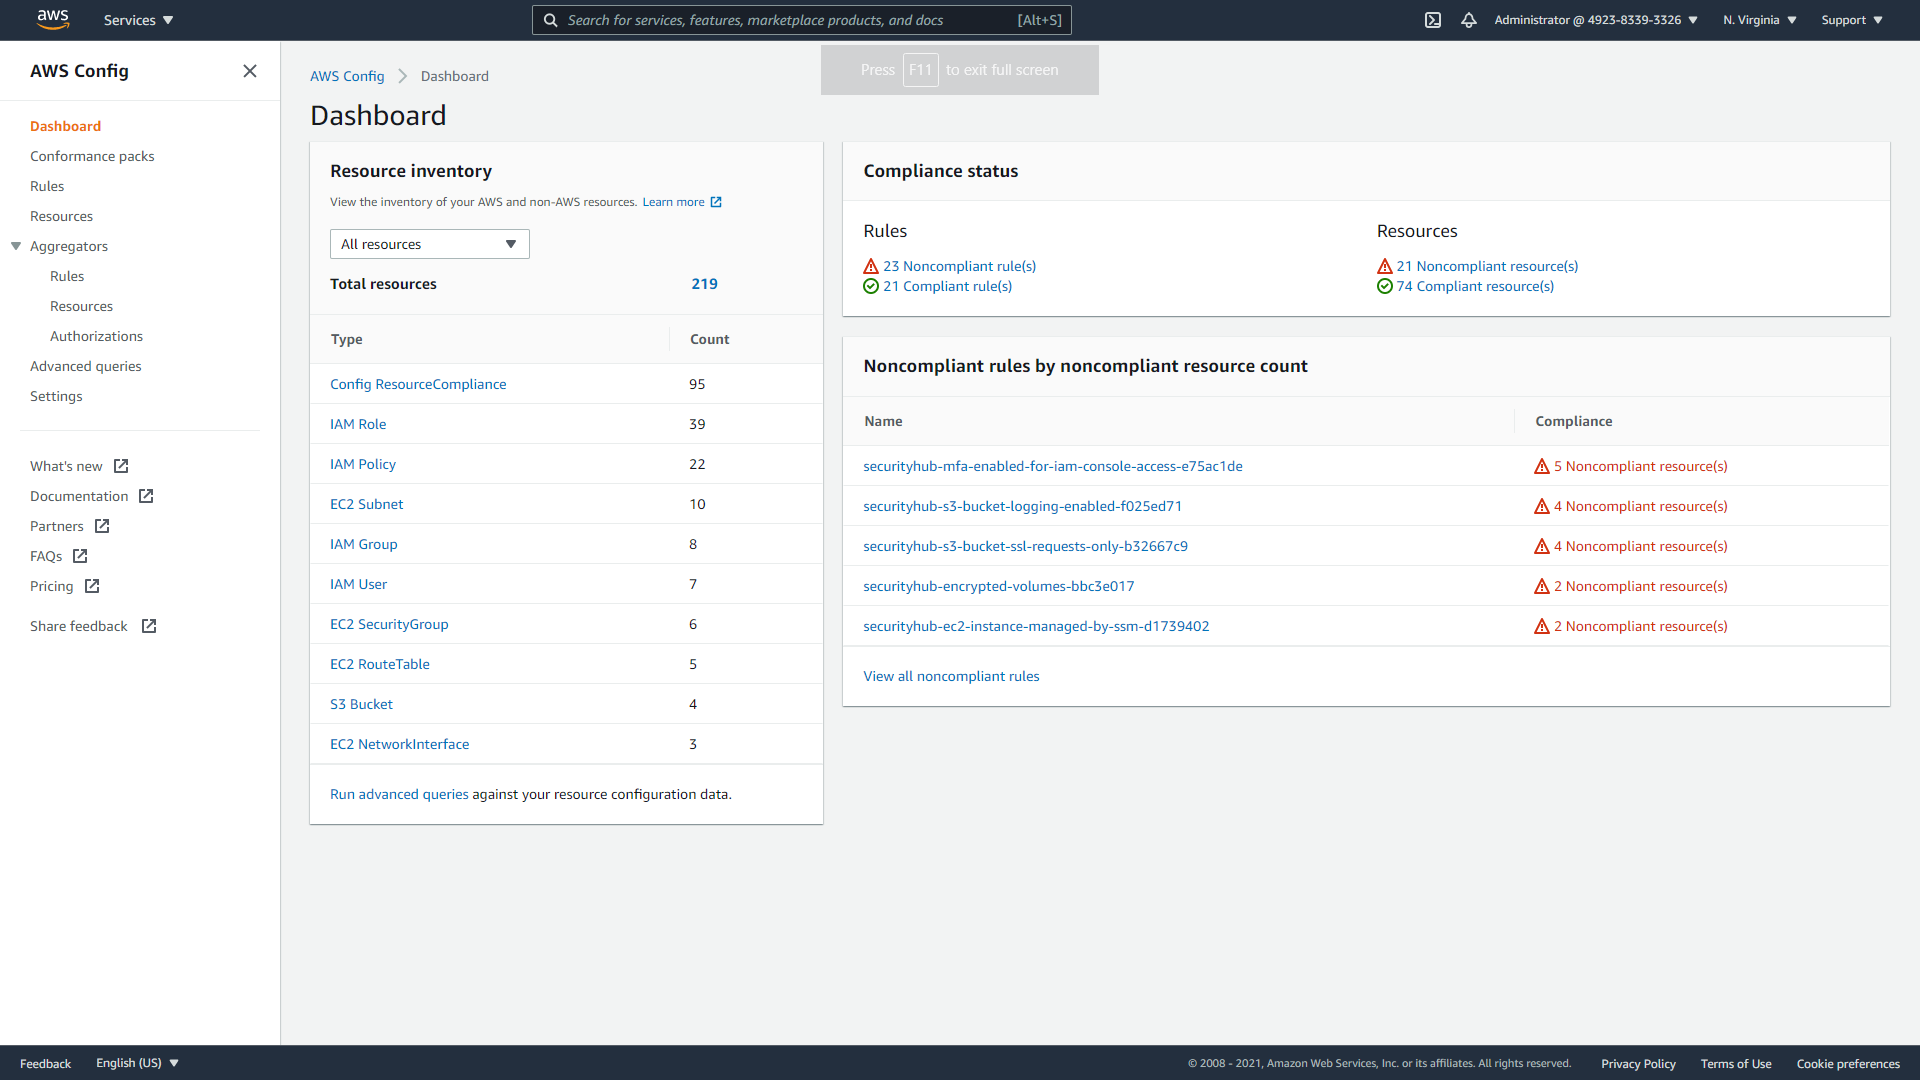 aws
Services
Search for services, features, marketplace products, and docs [Alt+S]
Administrator @ 4923-8339-3326
N. Virginia
Support
AWS Config
Dashboard
Conformance packs
Rules
Resources
Aggregators
Rules
Resources
Authorizations
Advanced queries
Settings
What's new
Documentation
Partners
FAQs
Pricing
Share feedback
AWS Config Dashboard
Press F11 to exit full screen
Dashboard
Resource inventory
View the inventory of your AWS and non-AWS resources. Learn more
All resources
Total resources 219
Type Count
Config ResourceCompliance 95
IAM Role 39
IAM Policy 22
EC2 Subnet 10
IAM Group 8
IAM User 7
EC2 SecurityGroup 6
EC2 RouteTable 5
S3 Bucket 4
EC2 NetworkInterface 3
Run advanced queries against your resource configuration data.
Compliance status
Rules
23 Noncompliant rule(s)
21 Compliant rule(s)
Resources
21 Noncompliant resource(s)
74 Compliant resource(s)
Noncompliant rules by noncompliant resource count
Name Compliance
securityhub-mfa-enabled-for-iam-console-access-e75ac1de 5 Noncompliant resource(s)
securityhub-s3-bucket-logging-enabled-f025ed71 4 Noncompliant resource(s)
securityhub-s3-bucket-ssl-requests-only-b32667c9 4 Noncompliant resource(s)
securityhub-encrypted-volumes-bbc3e017 2 Noncompliant resource(s)
securityhub-ec2-instance-managed-by-ssm-d1739402 2 Noncompliant resource(s)
View all noncompliant rules
Feedback English (US) © 2008 - 2021, Amazon Web Services, Inc. or its affiliates. All rights reserved. Privacy Policy Terms of Use Cookie preferences